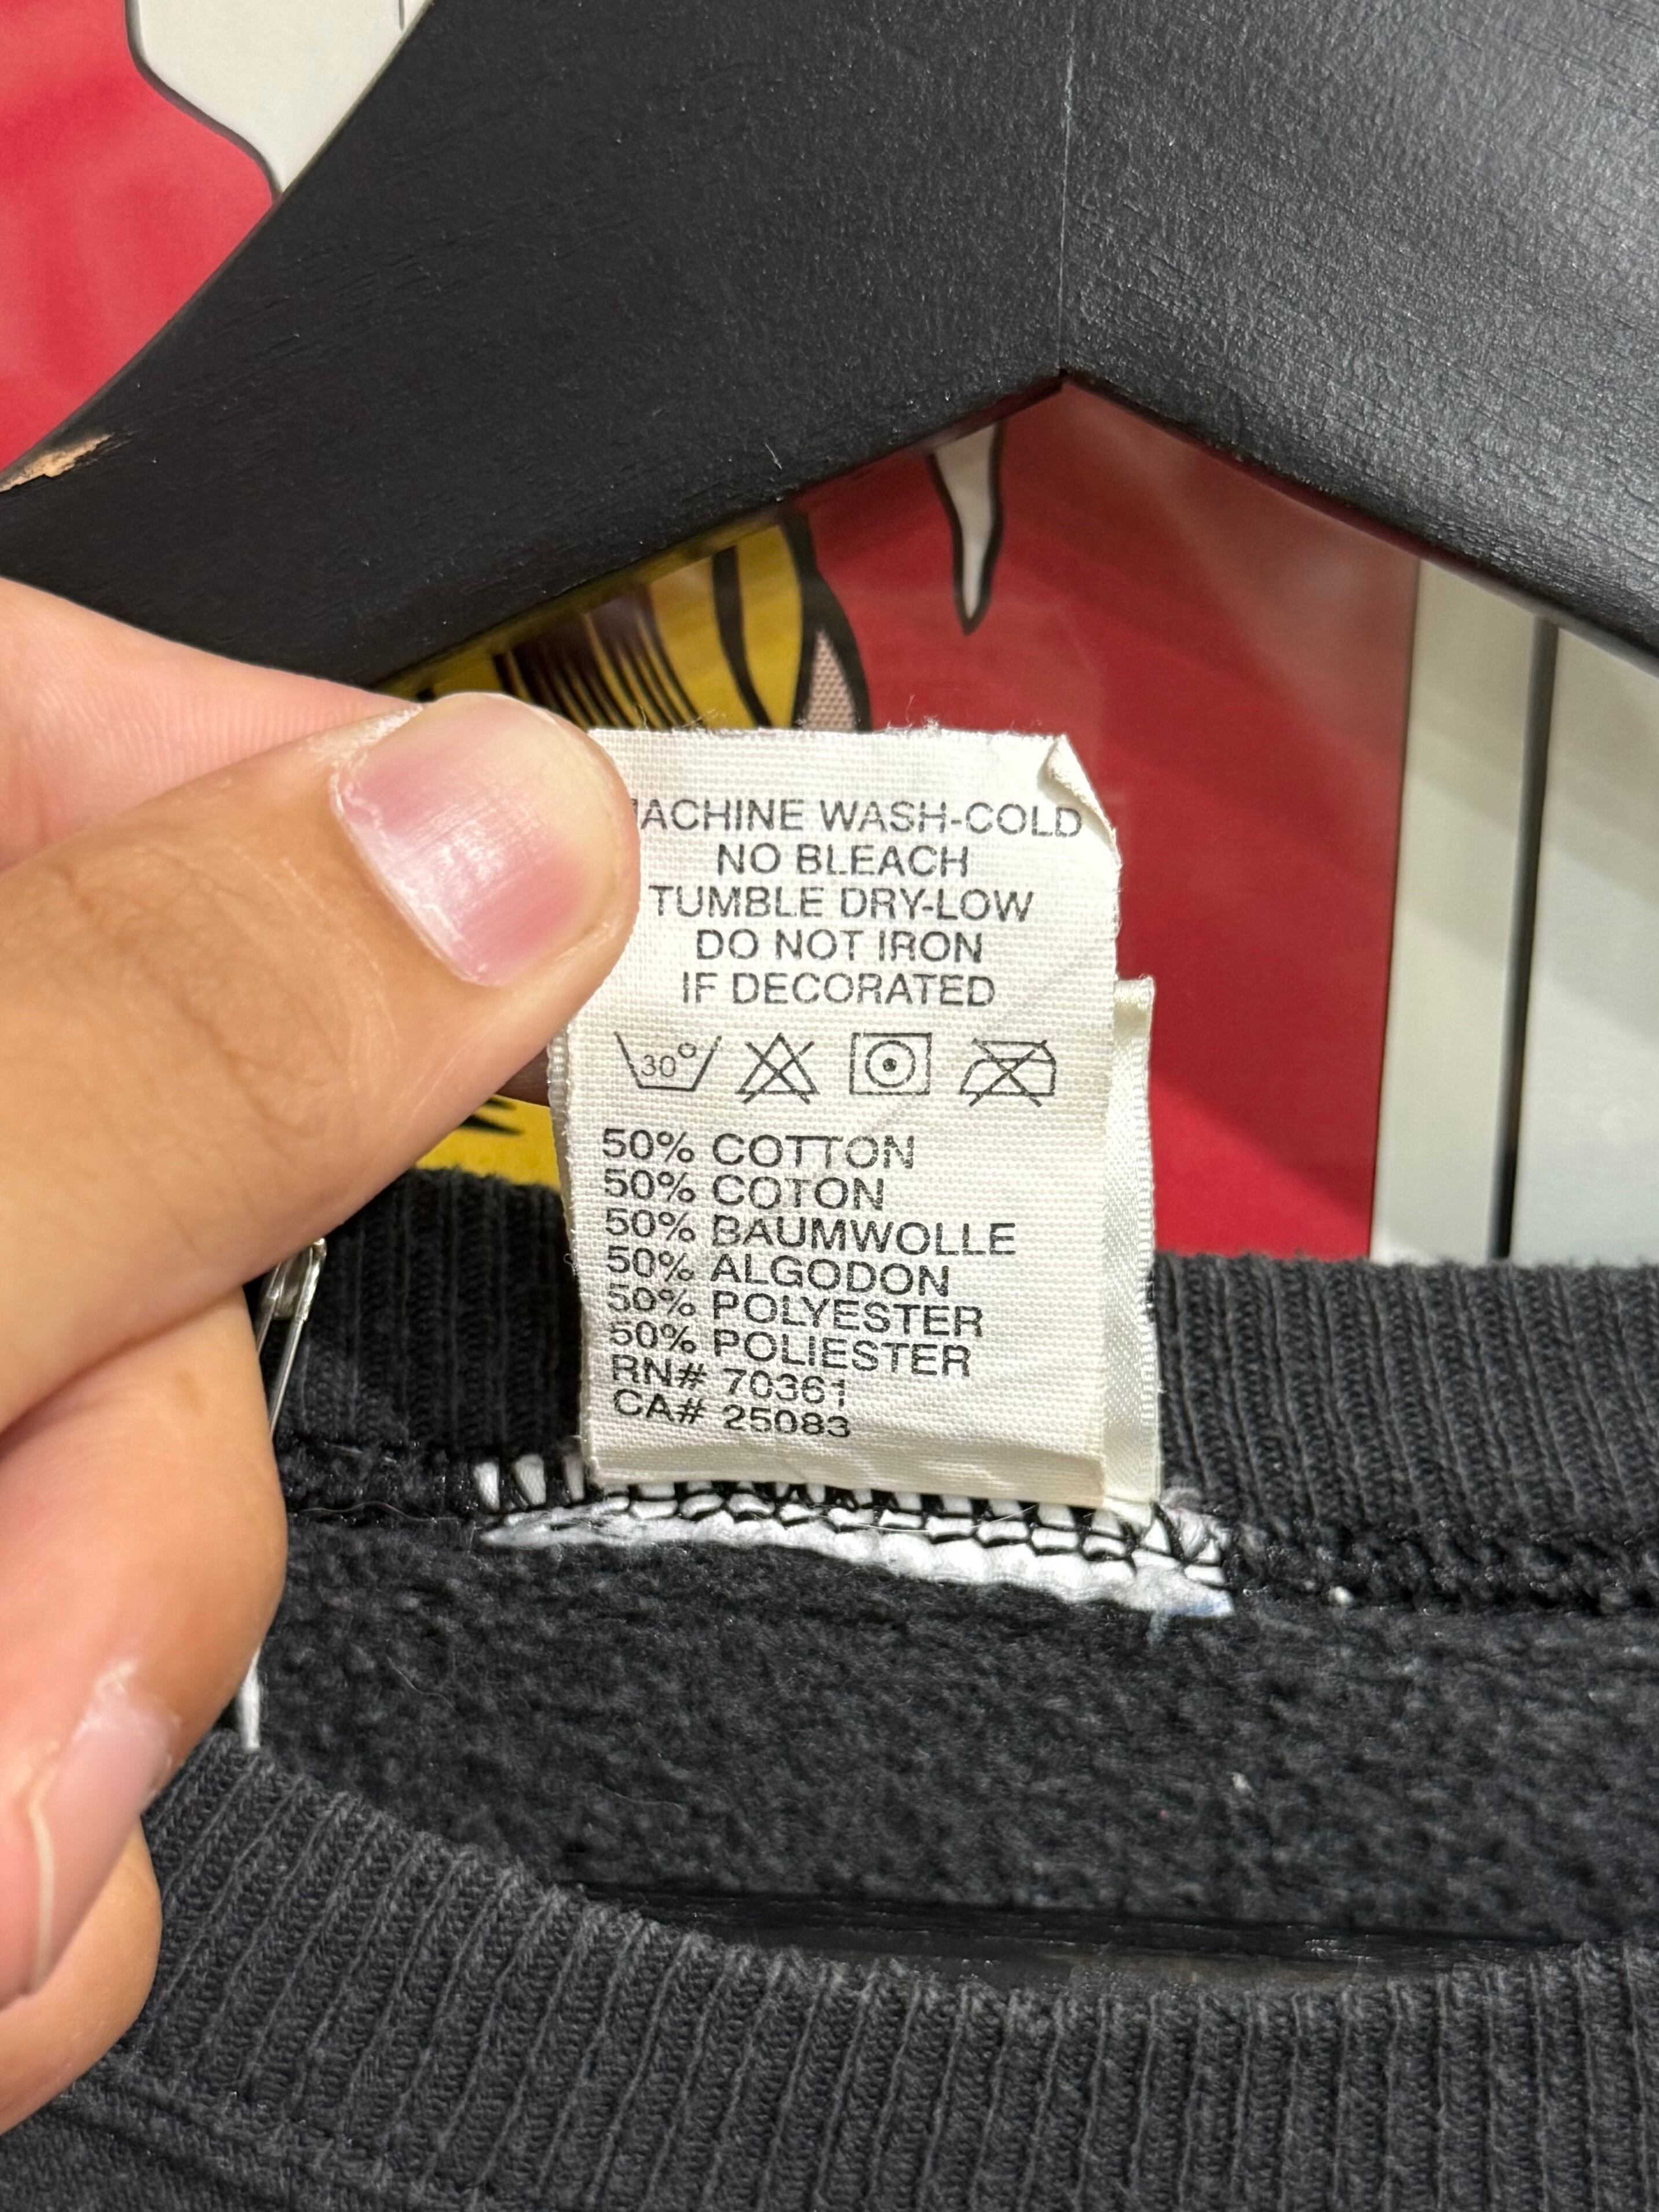 MACHINE WASH-COLD
NO BLEACH
TUMBLE DRY-LOW
DO NOT IRON
IF DECORATED
30°
50% COTTON
50% COTON
50% BAUMWOLLE
50% ALGODON
50% POLYESTER
50% POLIESTER
RN# 70361
CA# 25083